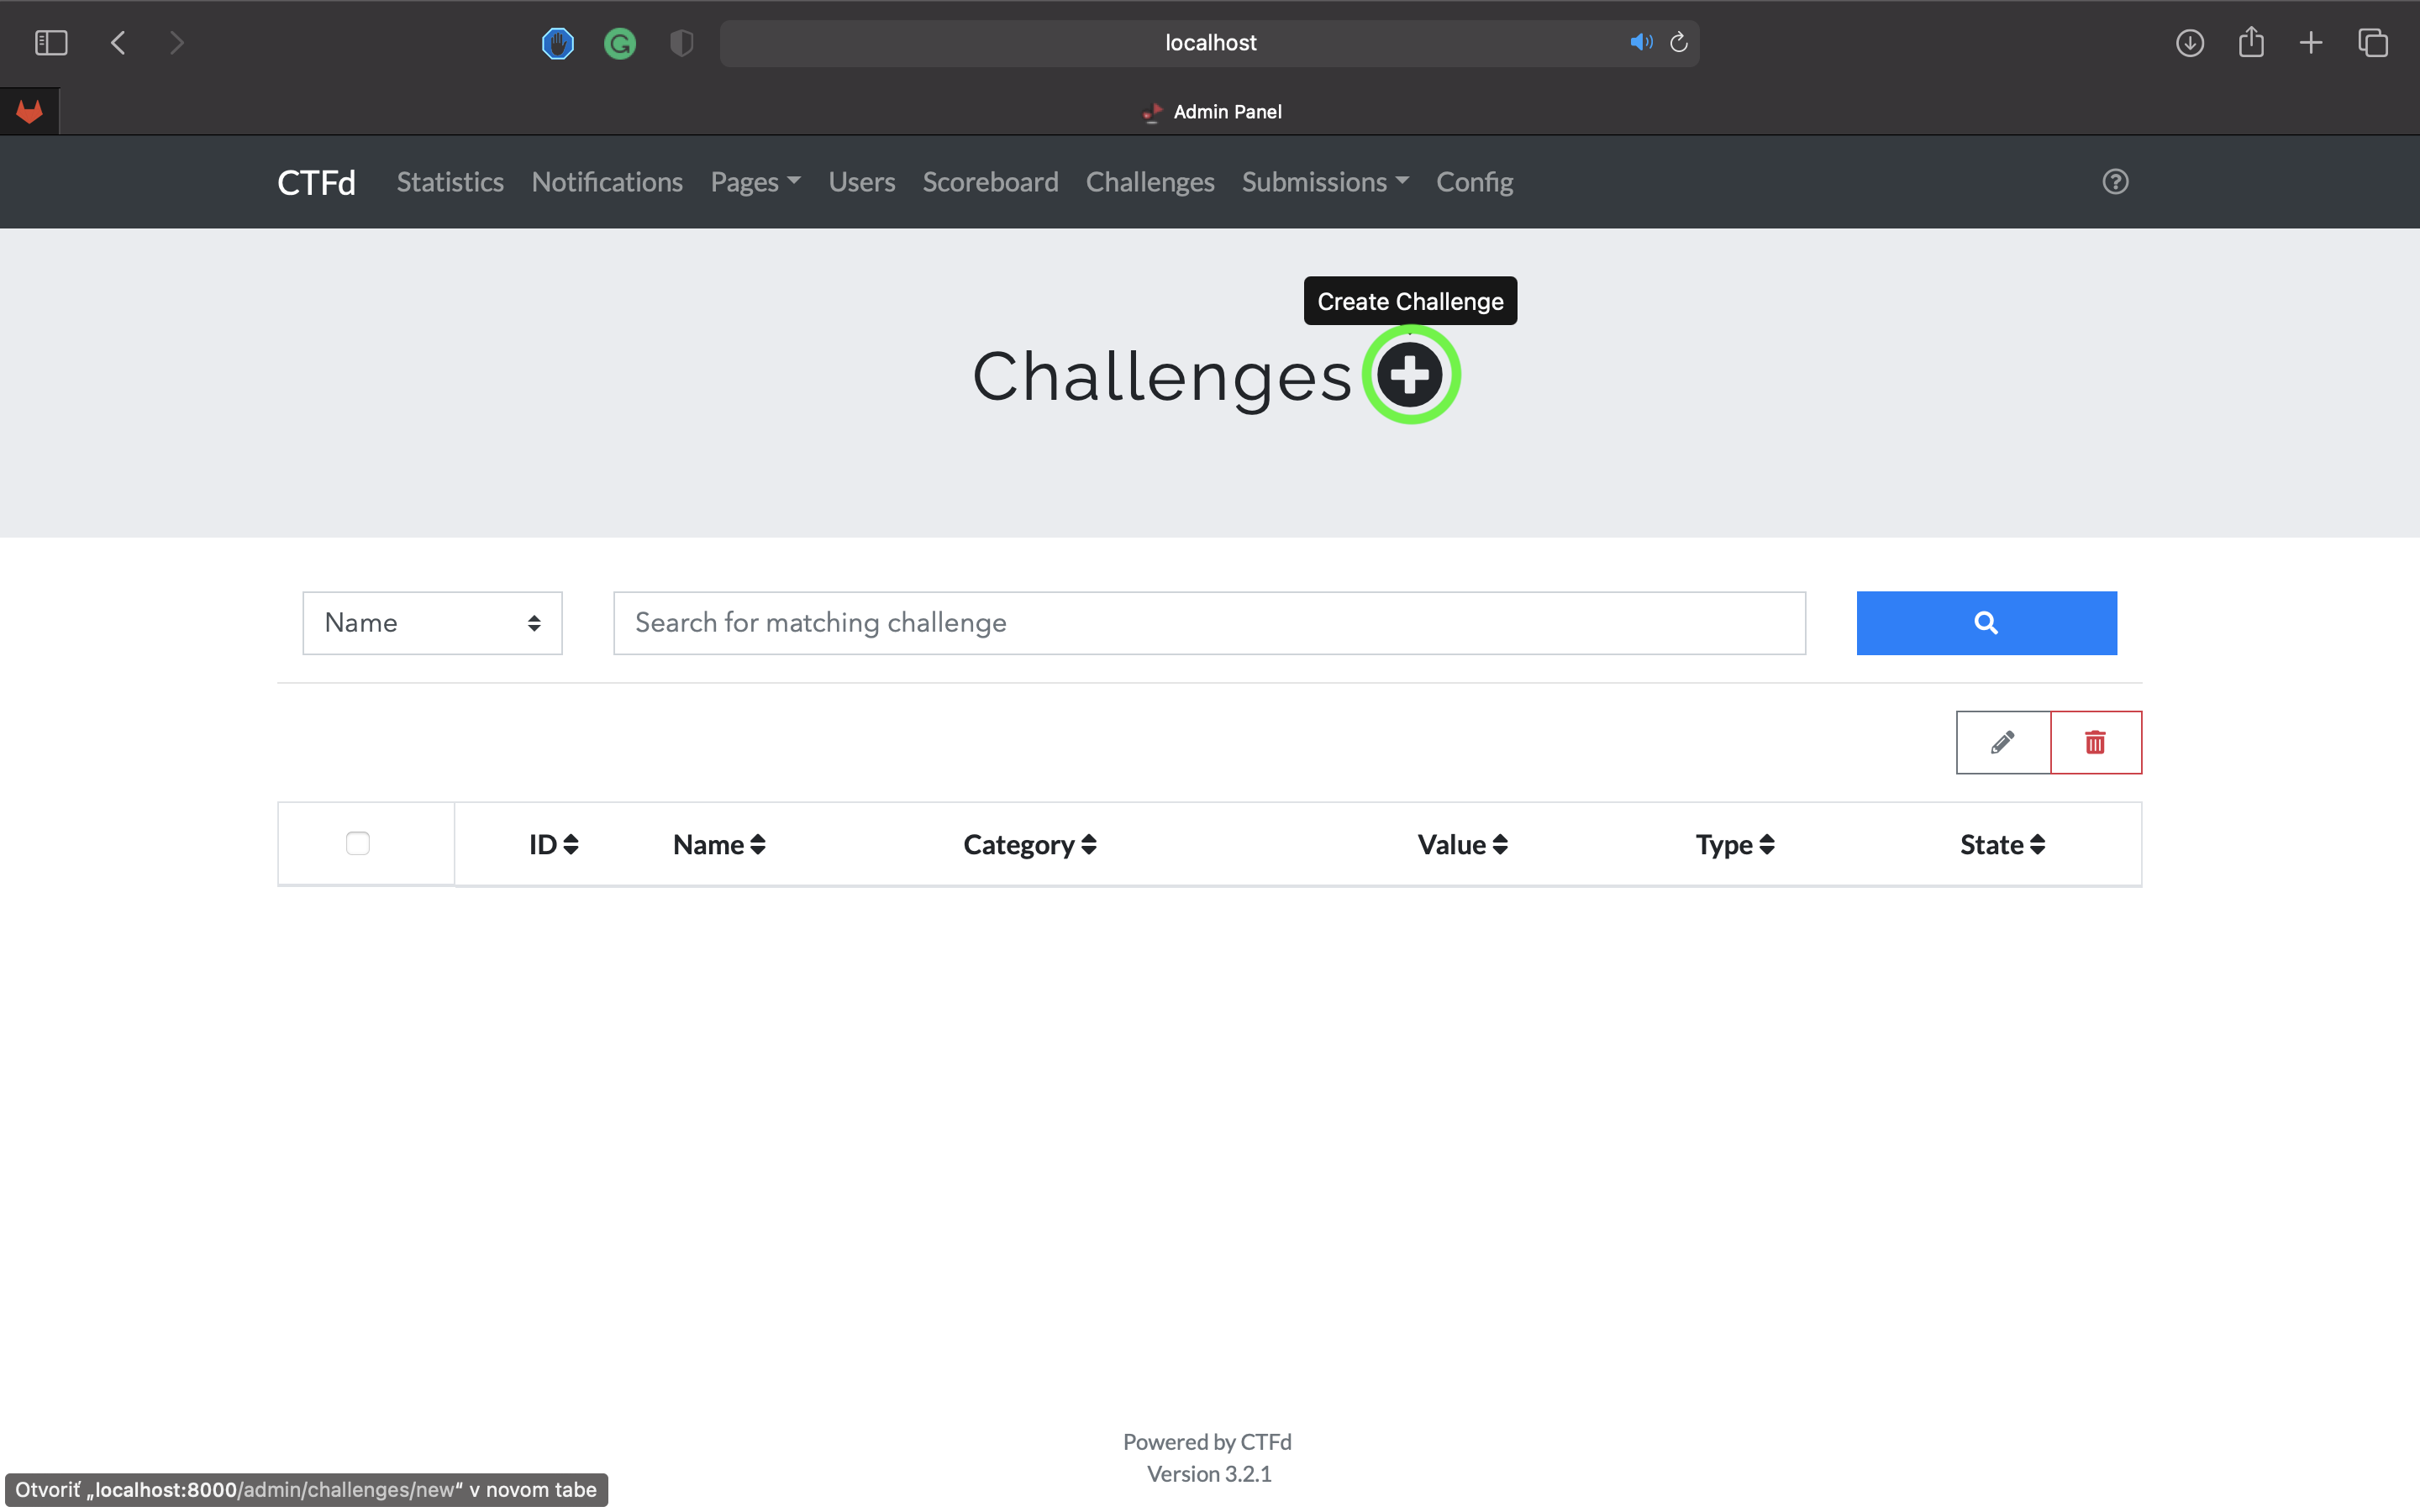 localhost
Admin Panel
CTFd Statistics Notifications Pages Users Scoreboard Challenges Submissions Config
Create Challenge
Challenges
Name Search for matching challenge
ID Name Category Value Type State
Powered by CTFd
Version 3.2.1
Otvoriť „localhost:8000/admin/challenges/new“ v novom tabe